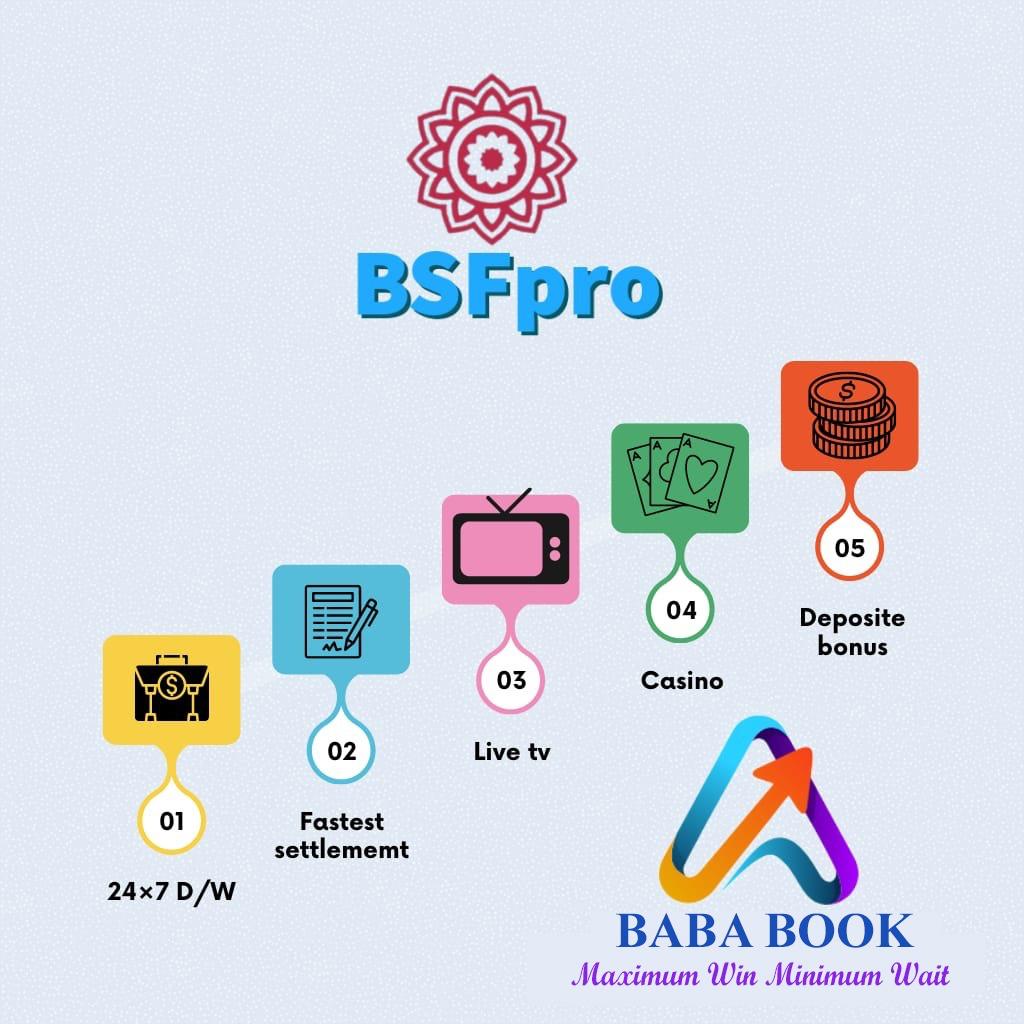 BSFpro
01
24×7 D/W
02
Fastest
settlememt
03
Live tv
04
Casino
05
Deposite
bonus
$
A
A
A
A
$
BABA BOOK
Maximum Win Minimum Wait